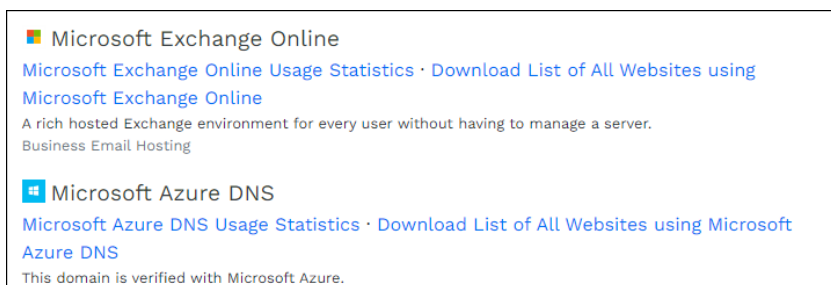 Microsoft Exchange Online
Microsoft Exchange Online Usage Statistics · Download List of All Websites using
Microsoft Exchange Online
A rich hosted Exchange environment for every user without having to manage a server.
Business Email Hosting
Microsoft Azure DNS
Microsoft Azure DNS Usage Statistics · Download List of All Websites using Microsoft
Azure DNS
This domain is verified with Microsoft Azure.